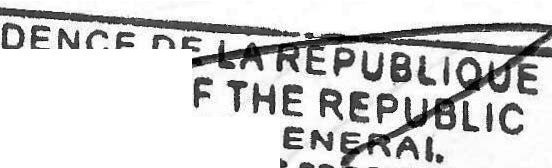 DENCE DE LA REPUBLIQUE
F THE REPUBLIC
ENERAL